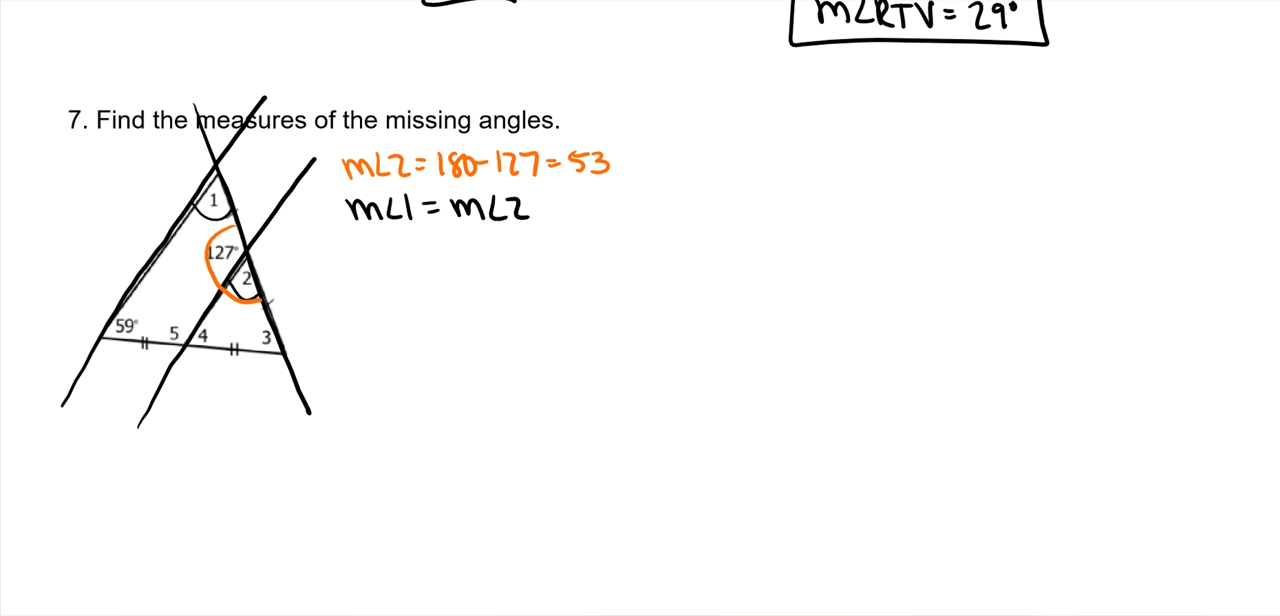 m∠RTV = 29°
7. Find the measures of the missing angles.
m∠2 = 180 - 127 = 53
m∠1 = m∠2
1
127°
2
59°
5
4
3